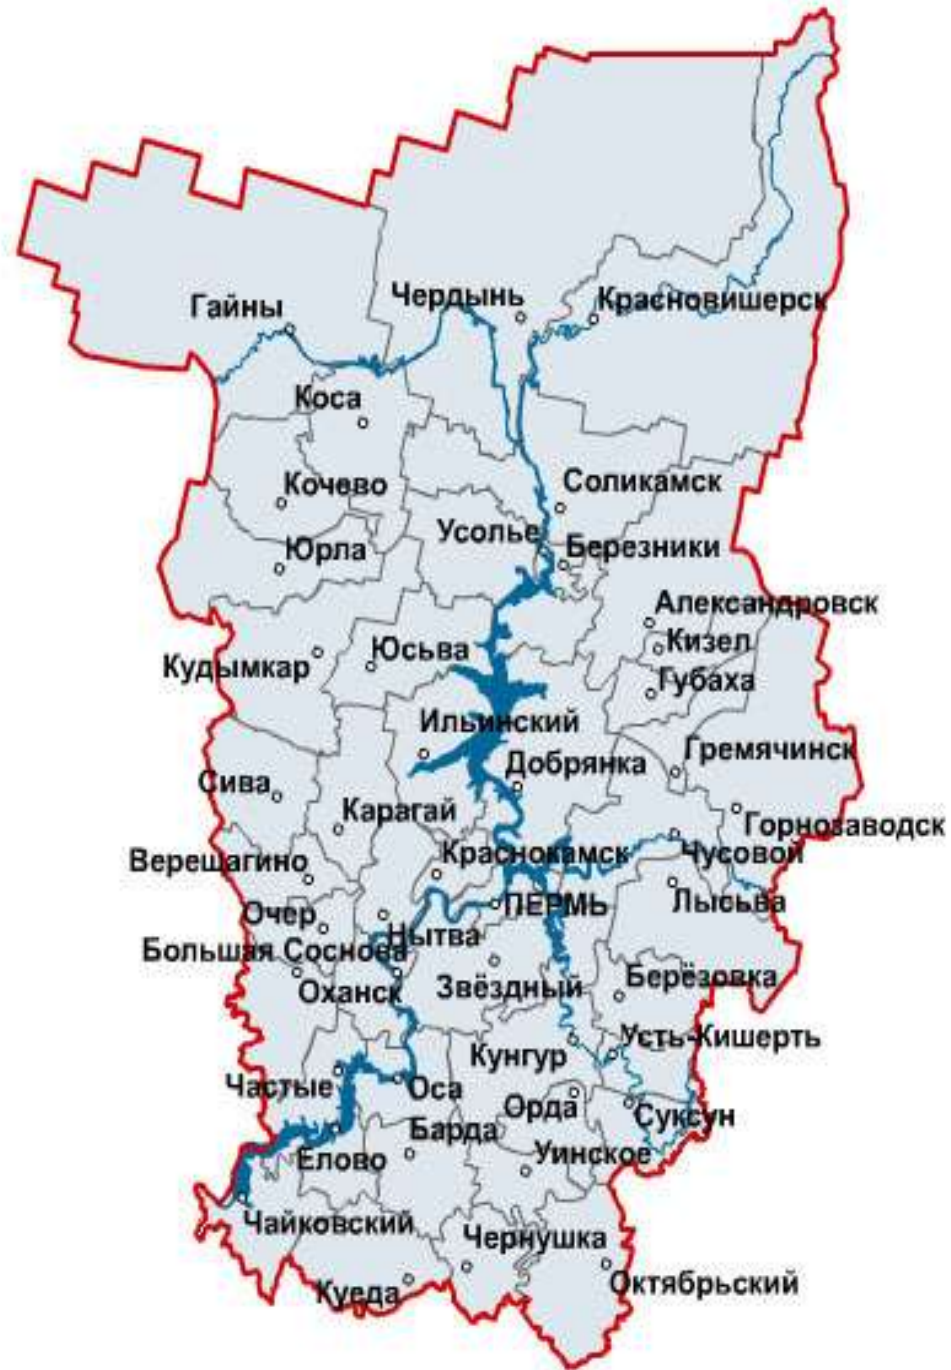 Чердынь
Красновишерск
Гайны
Коса
Кочево
Соликамск
Усолье
Березники
Юрла
Александровск
Кизел
Юсьва
Кудымкар
Губаха
Ильинский
Гремячинск
Добрянка
Сива
Карагай
Горнозаводск
Краснокамск
Чусовой
Верещагино
Лысьва
ПЕРМЬ
Очер
Нытва
Большая Соснова
Берёзовка
Звёздный
Оханск
Усть-Кишерть
Кунгур
Частые
Оса
Орда
Суксун
Барда
Уинское
Елово
Чайковский
Чернушка
Октябрьский
Куеда